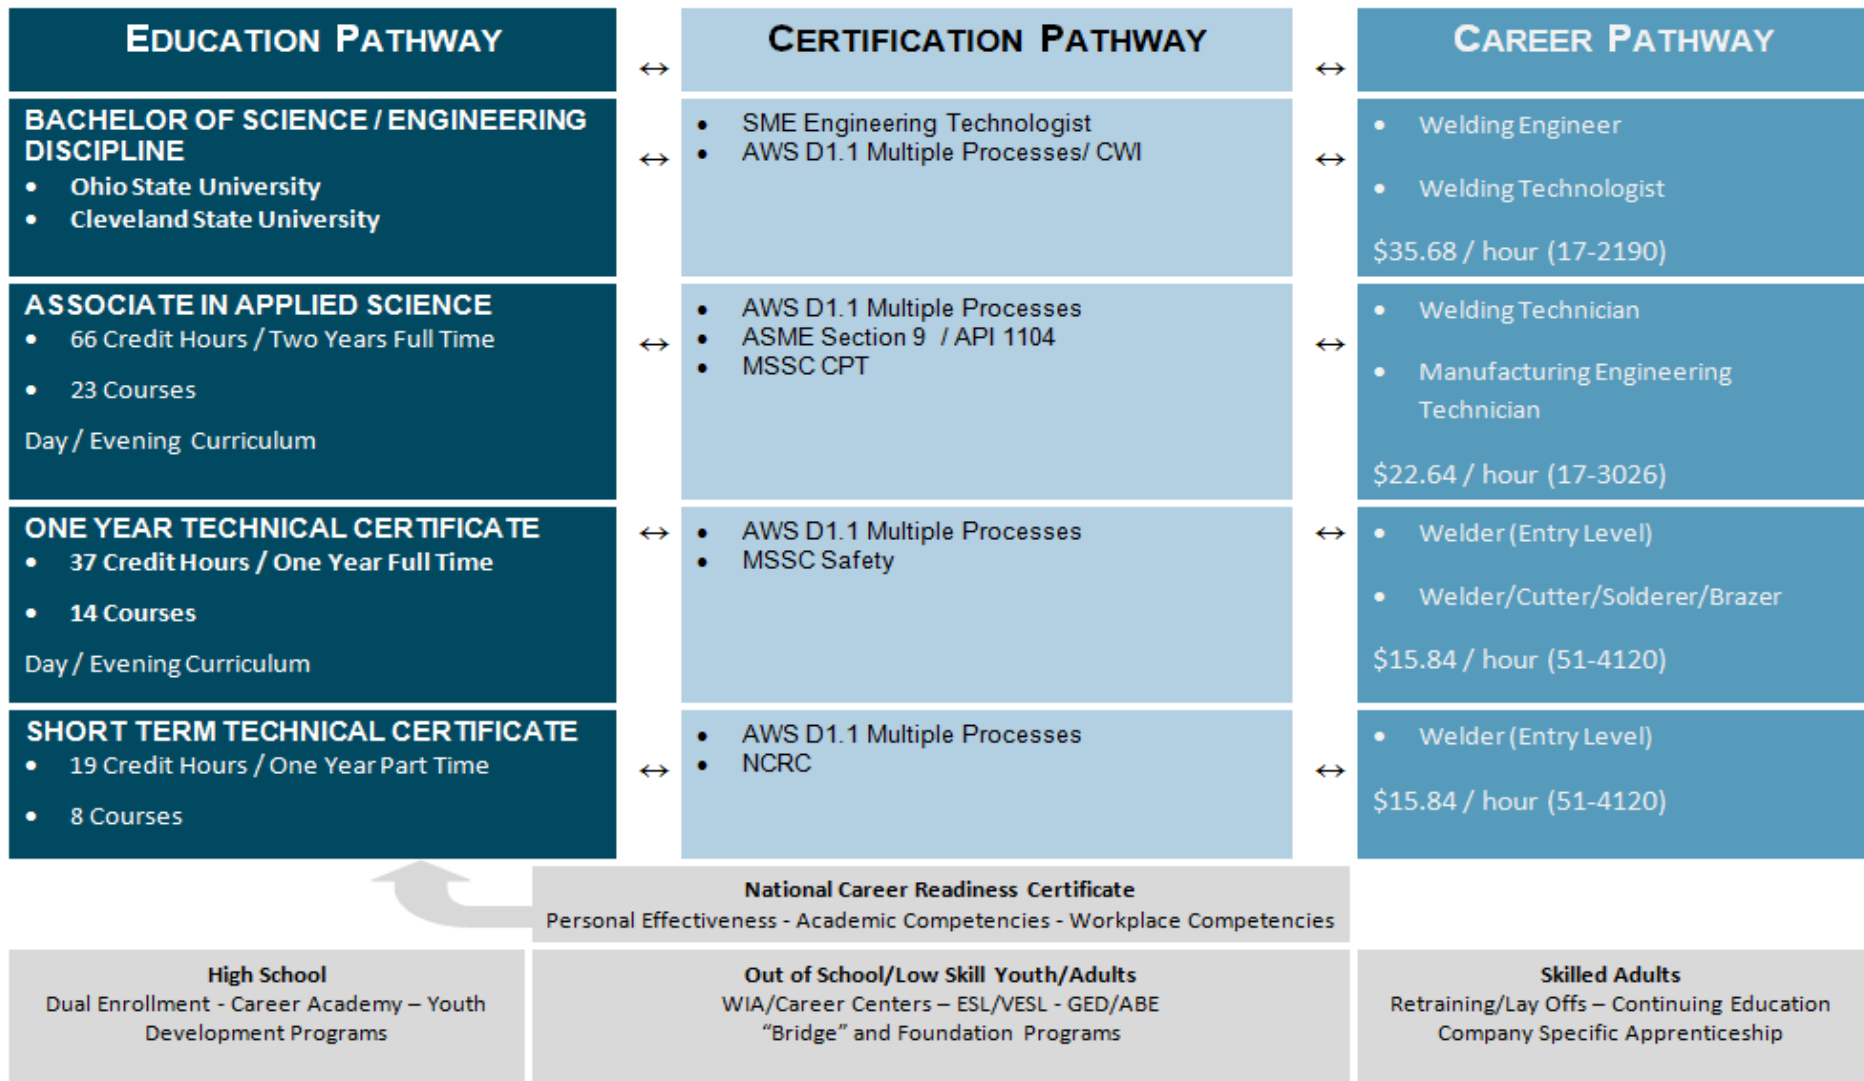 EDUCATION PATHWAY
↔
CERTIFICATION PATHWAY
↔
CAREER PATHWAY
BACHELOR OF SCIENCE / ENGINEERING
DISCIPLINE
• Ohio State University
• Cleveland State University
↔
• SME Engineering Technologist
• AWS D1.1 Multiple Processes/ CWI
↔
• Welding Engineer
• Welding Technologist
$35.68 / hour (17-2190)
ASSOCIATE IN APPLIED SCIENCE
• 66 Credit Hours / Two Years Full Time
• 23 Courses
Day / Evening Curriculum
↔
• AWS D1.1 Multiple Processes
• ASME Section 9 / API 1104
• MSSC CPT
↔
• Welding Technician
• Manufacturing Engineering
Technician
$22.64 / hour (17-3026)
ONE YEAR TECHNICAL CERTIFICATE
• 37 Credit Hours / One Year Full Time
• 14 Courses
Day / Evening Curriculum
↔
• AWS D1.1 Multiple Processes
• MSSC Safety
↔
• Welder (Entry Level)
• Welder/Cutter/Solderer/Brazer
$15.84 / hour (51-4120)
SHORT TERM TECHNICAL CERTIFICATE
• 19 Credit Hours / One Year Part Time
• 8 Courses
↔
• AWS D1.1 Multiple Processes
• NCRC
↔
• Welder (Entry Level)
$15.84 / hour (51-4120)
National Career Readiness Certificate
Personal Effectiveness - Academic Competencies - Workplace Competencies
High School
Dual Enrollment - Career Academy – Youth
Development Programs
Out of School/Low Skill Youth/Adults
WIA/Career Centers – ESL/VESL - GED/ABE
“Bridge” and Foundation Programs
Skilled Adults
Retraining/Lay Offs – Continuing Education
Company Specific Apprenticeship